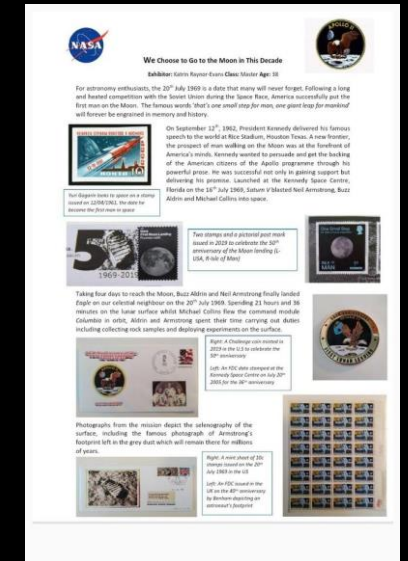 NASA
APOLLO 11
We Choose to Go to the Moon in This Decade
Exhibitor: Katrin Raynor-Evans Class: Master Age: 38
For astronomy enthusiasts, the 20th July 1969 is a date that many will never forget. Following a long
and heated competition with the Soviet Union during the Space Race, America successfully put the
first man on the Moon. The famous words 'that's one small step for man, one giant leap for mankind'
will forever be engrained in memory and history.
On September 12th, 1962, President Kennedy delivered his famous
speech to the world at Rice Stadium, Houston Texas. A new frontier,
the prospect of man walking on the Moon was at the forefront of
America's minds. Kennedy wanted to persuade and get the backing
of the American citizens of the Apollo programme through his
powerful prose. He was successful not only in gaining support but
delivering his promise. Launched at the Kennedy Space Centre,
Florida on the 16th July 1969, Saturn V blasted Neil Armstrong, Buzz
Aldrin and Michael Collins into space.
Yuri Gagarin takes to space on a stamp
issued on 12/04/1961, the date he
became the first man in space
1969-2019
Two stamps and a pictorial post mark
issued in 2019 to celebrate the 50th
anniversary of the Moon landing (L-
USA, R-Isle of Man)
MAN
Taking four days to reach the Moon, Buzz Aldrin and Neil Armstrong finally landed
Eagle on our celestial neighbour on the 20th July 1969. Spending 21 hours and 36
minutes on the lunar surface whilst Michael Collins flew the command module
Columbia in orbit, Aldrin and Armstrong spent their time carrying out duties
including collecting rock samples and deploying experiments on the surface.
Right: A Challenge coin minted in
2019 in the U.S to celebrate the
50th anniversary
Left: An FDC date stamped at the
Kennedy Space Centre on July 20th
2005 for the 36th anniversary
Photographs from the mission depict the selenography of the
surface, including the famous photograph of Armstrong's
footprint left in the grey dust which will remain there for millions
of years.
Right: A mint sheet of 10c
stamps issued on the 20th
July 1969 in the US
Left: An FDC issued in the
UK on the 40th anniversary
by Benham depicting an
astronaut's footprint